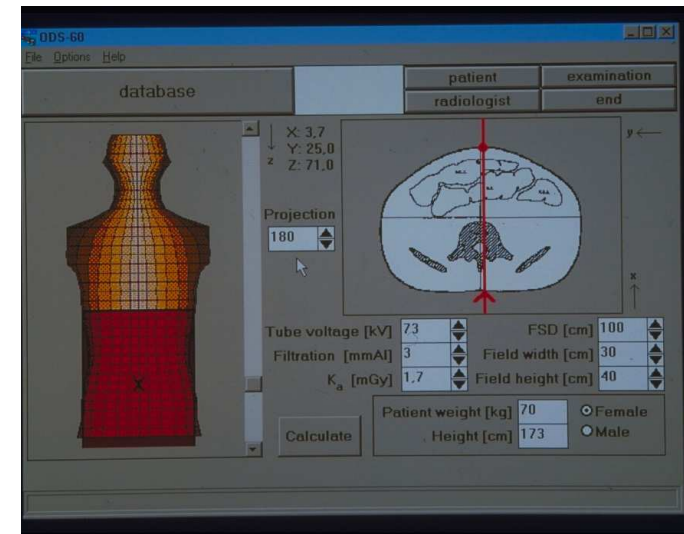 ODS-60
File Options Help
database
patient
examination
radiologist
end
X: 3,7
Y: 25,0
Z: 71,0
z
y
x
Projection
180
Tube voltage [kV] 73
FSD [cm] 100
Filtration [mmAl] 3
Field width [cm] 30
Ka [mGy] 1,7
Field height [cm] 40
Calculate
Patient weight [kg] 70
Female
Height [cm] 173
Male